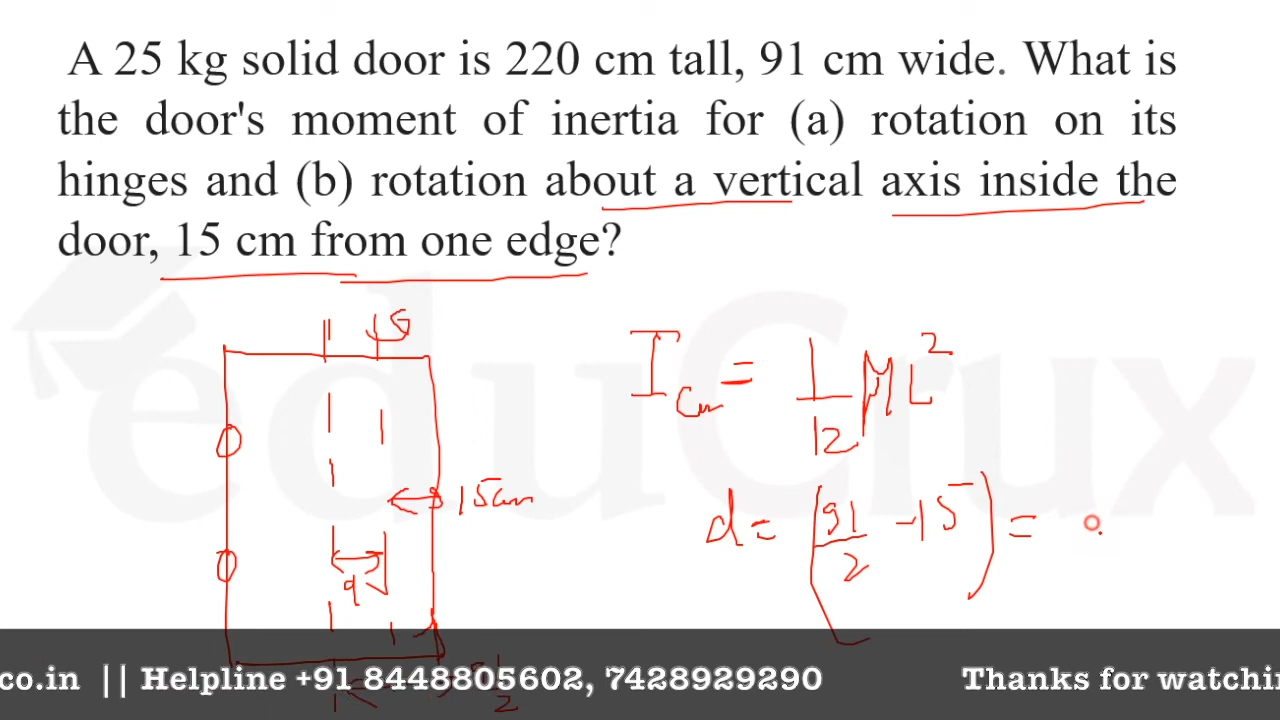 A 25 kg solid door is 220 cm tall, 91 cm wide. What is
the door's moment of inertia for (a) rotation on its
hinges and (b) rotation about a vertical axis inside the
door, 15 cm from one edge?
I_cm = 1/12 ML²
15cm
d = (91/2 - 15) =
eduCrux
co.in || Helpline +91 8448805602, 7428929290 Thanks for watchin